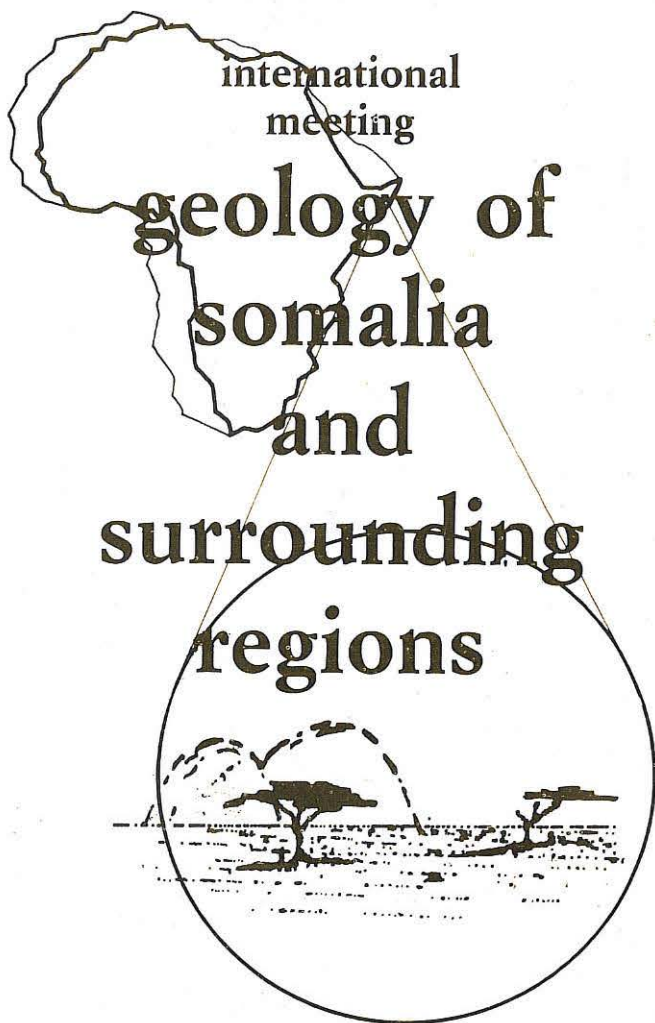 international
meeting
geology of
somalia
and
surrounding
regions